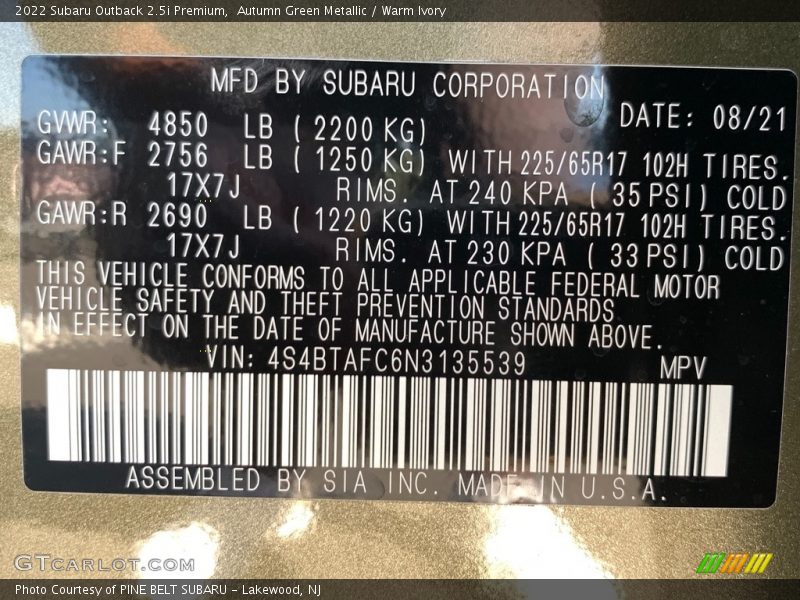 2022 Subaru Outback 2.5i Premium,  Autumn Green Metallic / Warm Ivory
MFD BY SUBARU CORPORATION
GVWR: 4850 LB ( 2200 KG) DATE: 08/21
GAWR:F 2756 LB ( 1250 KG) WITH 225/65R17 102H TIRES.
17X7J RIMS. AT 240 KPA ( 35 PSI) COLD
GAWR:R 2690 LB ( 1220 KG) WITH 225/65R17 102H TIRES.
17X7J RIMS. AT 230 KPA ( 33 PSI) COLD
THIS VEHICLE CONFORMS TO ALL APPLICABLE FEDERAL MOTOR
VEHICLE SAFETY AND THEFT PREVENTION STANDARDS
IN EFFECT ON THE DATE OF MANUFACTURE SHOWN ABOVE.
VIN: 4S4BTAFC6N3135539 MPV
ASSEMBLED BY SIA INC. MADE IN U.S.A.
GTCARLOT.COM
Photo Courtesy of PINE BELT SUBARU - Lakewood, NJ